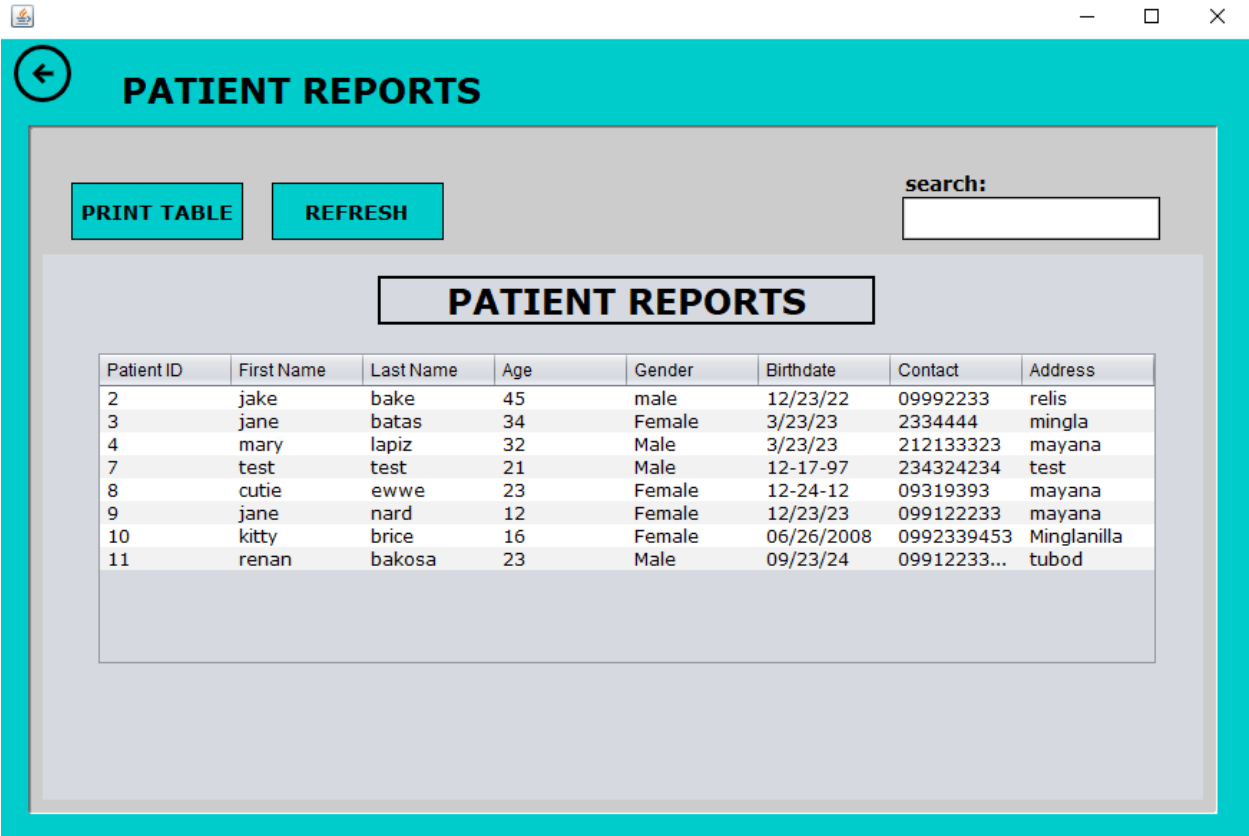 PATIENT REPORTS
PRINT TABLE REFRESH search:
PATIENT REPORTS
Patient ID First Name Last Name Age Gender Birthdate Contact Address
2 jake bake 45 male 12/23/22 09992233 relis
3 jane batas 34 Female 3/23/23 2334444 mingla
4 mary lapiz 32 Male 3/23/23 212133323 mayana
7 test test 21 Male 12-17-97 234324234 test
8 cutie ewwe 23 Female 12-24-12 09319393 mayana
9 jane nard 12 Female 12/23/23 099122233 mayana
10 kitty brice 16 Female 06/26/2008 0992339453 Minglanilla
11 renan bakosa 23 Male 09/23/24 09912233... tubod